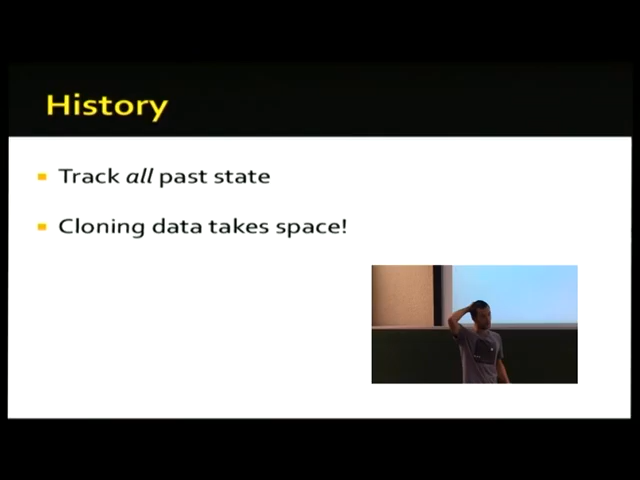 History
Track all past state
Cloning data takes space!